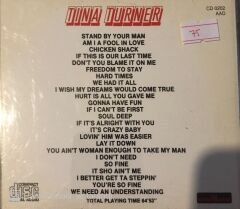 TINA TURNER
CD 0202
AAD
75
STAND BY YOUR MAN
AM I A FOOL IN LOVE
CHICKEN SHACK
IF THIS IS OUR LAST TIME
DON'T YOU BLAME IT ON ME
FREEDOM TO STAY
HARD TIMES
WE HAD IT ALL
I WISH MY DREAMS WOULD COME TRUE
HURT IS ALL YOU GAVE ME
GONNA HAVE FUN
IF I CAN'T BE FIRST
SOUL DEEP
IF IT'S ALRIGHT WITH YOU
IT'S CRAZY BABY
LOVIN' HIM WAS EASIER
LAY IT DOWN
YOU AIN'T WOMAN ENOUGH TO TAKE MY MAN
I DON'T NEED
SO FINE
IT SHO AIN'T ME
I BETTER GET TA STEPPIN'
YOU'RE SO FINE
WE NEED AN UNDERSTANDING
TOTAL PLAYING TIME 64'53"
COMPACT
disc